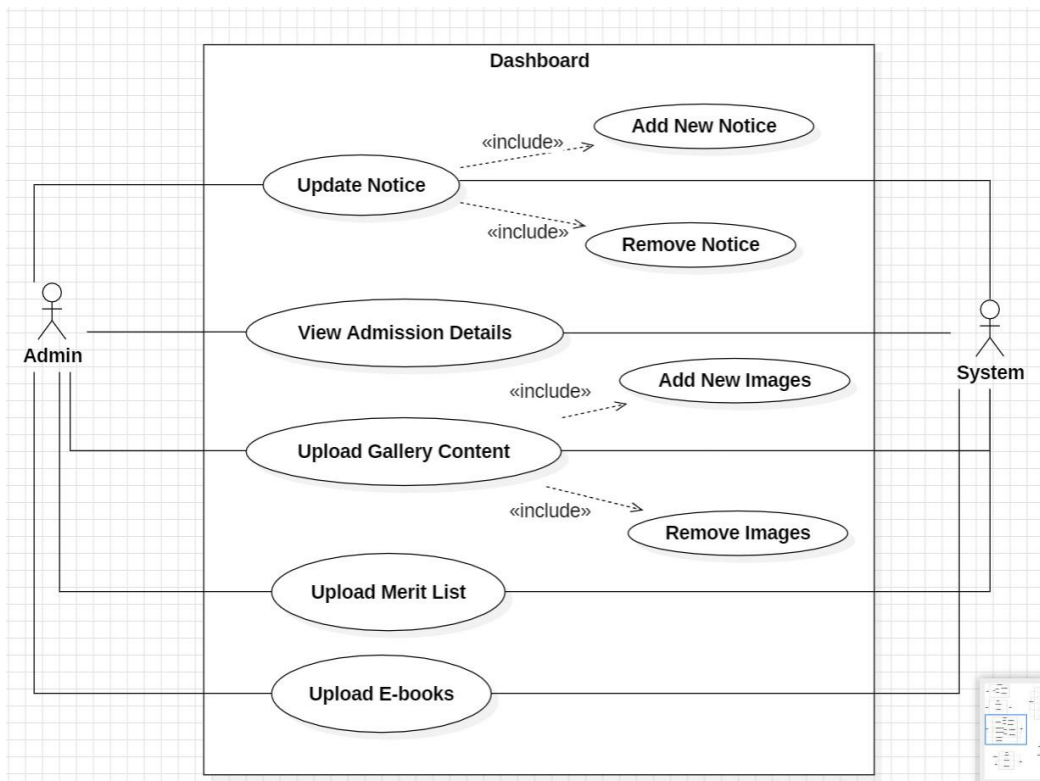 Dashboard
Add New Notice
«include»
Update Notice
«include»
Remove Notice
View Admission Details
Admin
System
Add New Images
«include»
Upload Gallery Content
«include»
Remove Images
Upload Merit List
Upload E-books